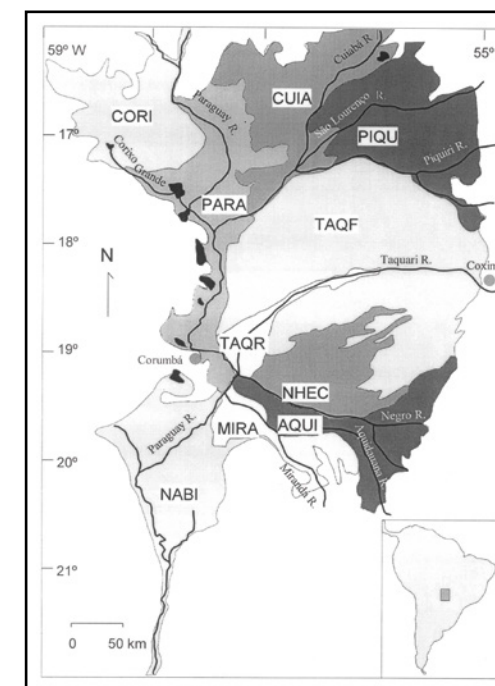 59° W
55°
Cuiabá R.
CORI
Paraguay R.
CUIA
São Lourenço R.
17°
PIQU
Corixo Grande
Piquiri R.
PARA
TAQF
18°
N
Taquari R.
Coxim
TAQR
19°
Corumbá
NHEC
Negro R.
MIRA
AQUI
Paraguay R.
Aquidauana R.
20°
Miranda R.
NABI
21°
0 50 km